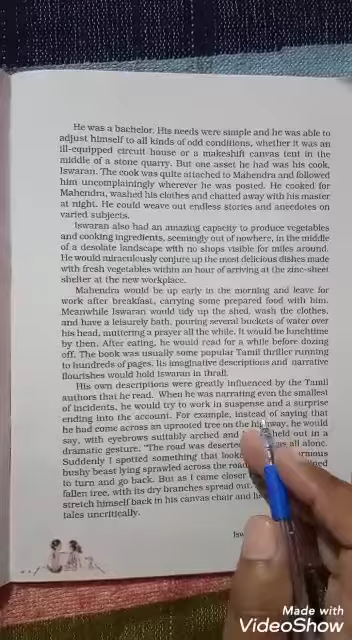 He was a bachelor. His needs were simple and he was able to
adjust himself to all kinds of odd conditions, whether it was an
ill-equipped circuit house or a makeshift canvas tent in the
middle of a stone quarry. But one asset he had was his cook,
Iswaran. The cook was quite attached to Mahendra and followed
him uncomplainingly wherever he was posted. He cooked for
Mahendra, washed his clothes and chatted away with his master
at night. He could weave out endless stories and anecdotes on
varied subjects.
Iswaran also had an amazing capacity to produce vegetables
and cooking ingredients, seemingly out of nowhere, in the middle
of a desolate landscape with no shops visible for miles around.
He would miraculously conjure up the most delicious dishes made
with fresh vegetables within an hour of arriving at the zinc-sheet
shelter at the new workplace.
Mahendra would be up early in the morning and leave for
work after breakfast, carrying some prepared food with him.
Meanwhile Iswaran would tidy up the shed, wash the clothes,
and have a leisurely bath, pouring several buckets of water over
his head, muttering a prayer all the while. It would be lunchtime
by then. After eating, he would read for a while before dozing
off. The book was usually some popular Tamil thriller running
to hundreds of pages. Its imaginative descriptions and narrative
flourishes would hold Iswaran in thrall.
His own descriptions were greatly influenced by the Tamil
authors that he read. When he was narrating even the smallest
of incidents, he would try to work in suspense and a surprise
ending into the account. For example, instead of saying that
he had come across an uprooted tree on the highway, he would
say, with eyebrows suitably arched and held out in a
dramatic gesture, "The road was deserted all alone.
Suddenly I spotted something that
bushy beast lying sprawled across the road
to turn and go back. But as I came closer
fallen tree, with its dry branches spread out.
stretch himself back in his canvas chair and
tales uncritically.
Made with
VideoShow